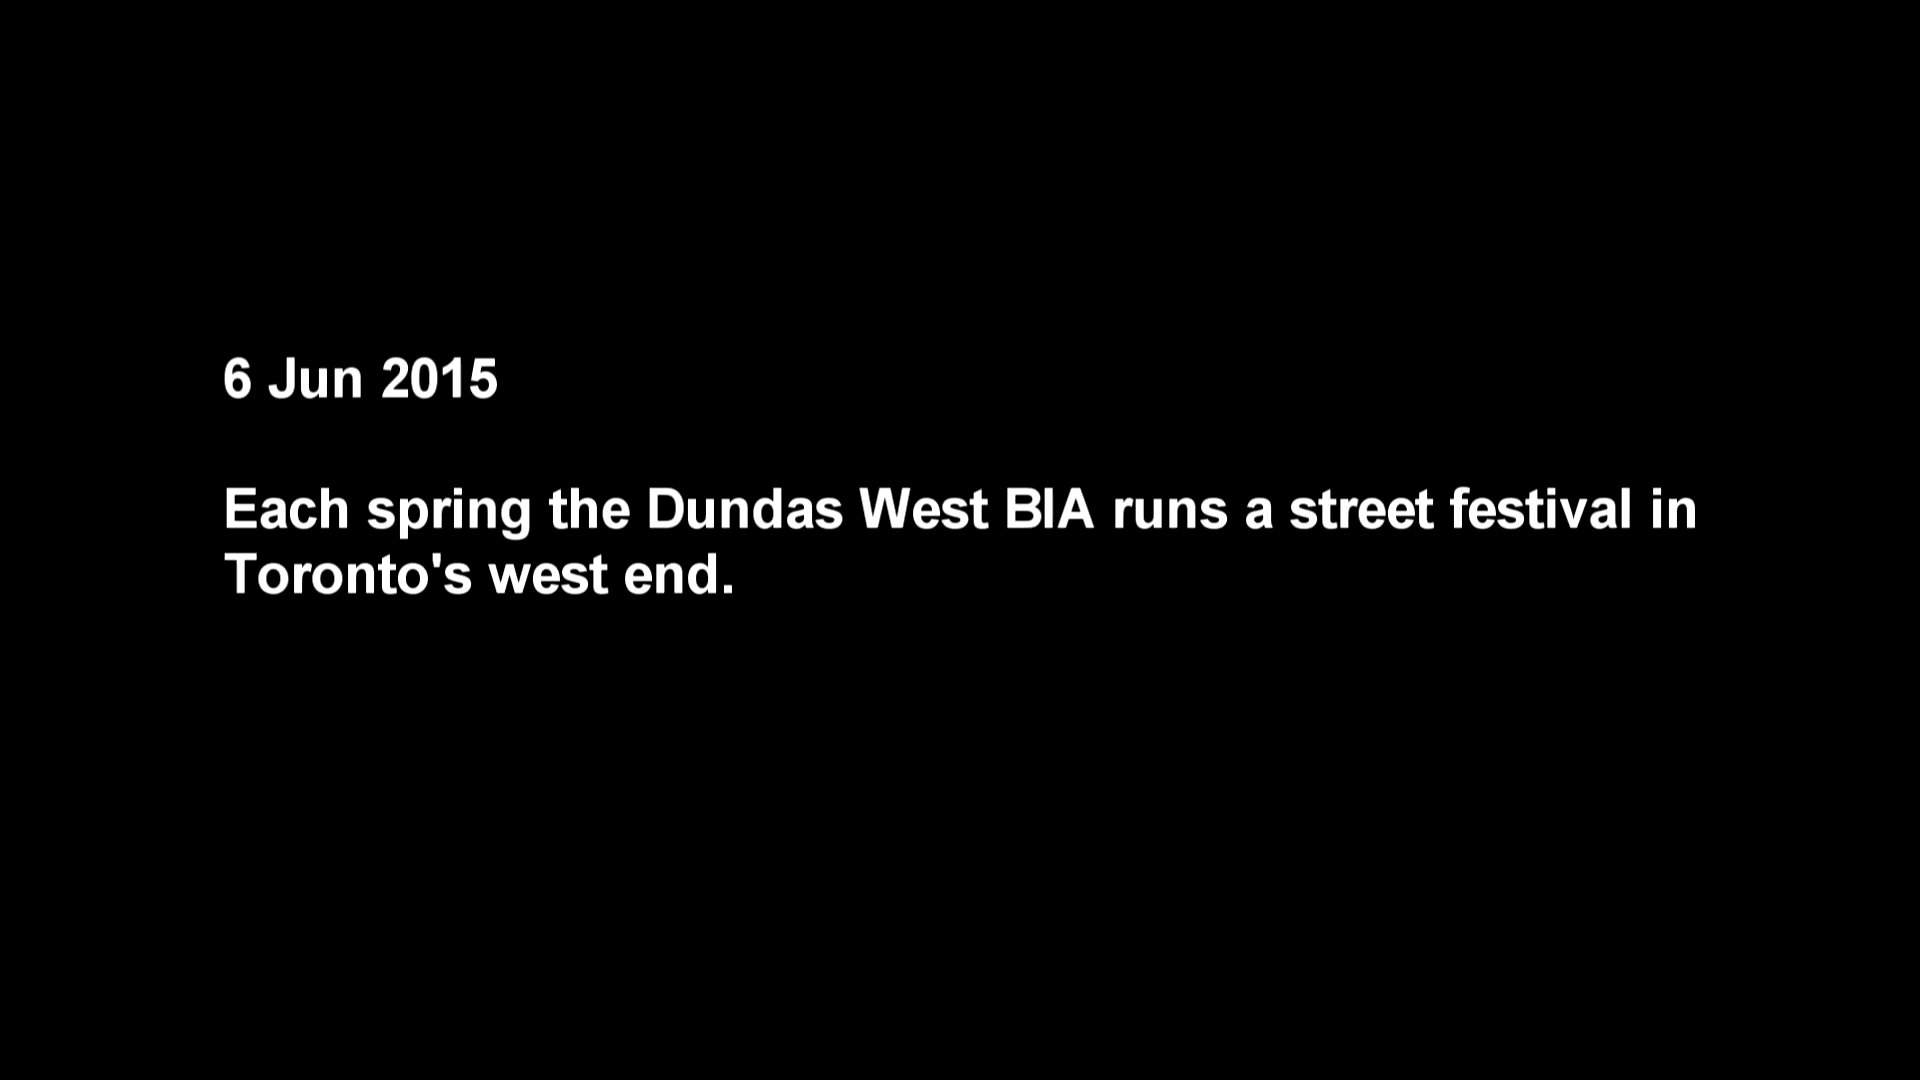 6 Jun 2015
Each spring the Dundas West BIA runs a street festival in
Toronto's west end.